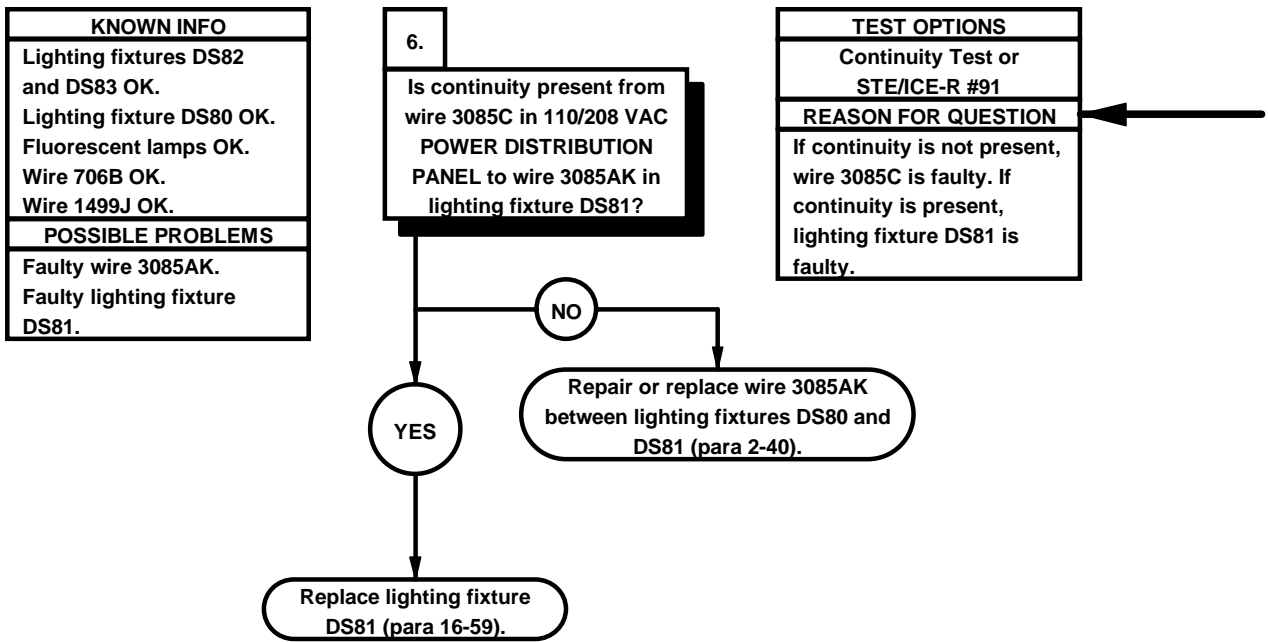 KNOWN INFO
Lighting fixtures DS82
and DS83 OK.
Lighting fixture DS80 OK.
Fluorescent lamps OK.
Wire 706B OK.
Wire 1499J OK.
POSSIBLE PROBLEMS
Faulty wire 3085AK.
Faulty lighting fixture
DS81.
6.
Is continuity present from
wire 3085C in 110/208 VAC
POWER DISTRIBUTION
PANEL to wire 3085AK in
lighting fixture DS81?
TEST OPTIONS
Continuity Test or
STE/ICE-R #91
REASON FOR QUESTION
If continuity is not present,
wire 3085C is faulty. If
continuity is present,
lighting fixture DS81 is
faulty.
NO
Repair or replace wire 3085AK
between lighting fixtures DS80 and
DS81 (para 2-40).
YES
Replace lighting fixture
DS81 (para 16-59).